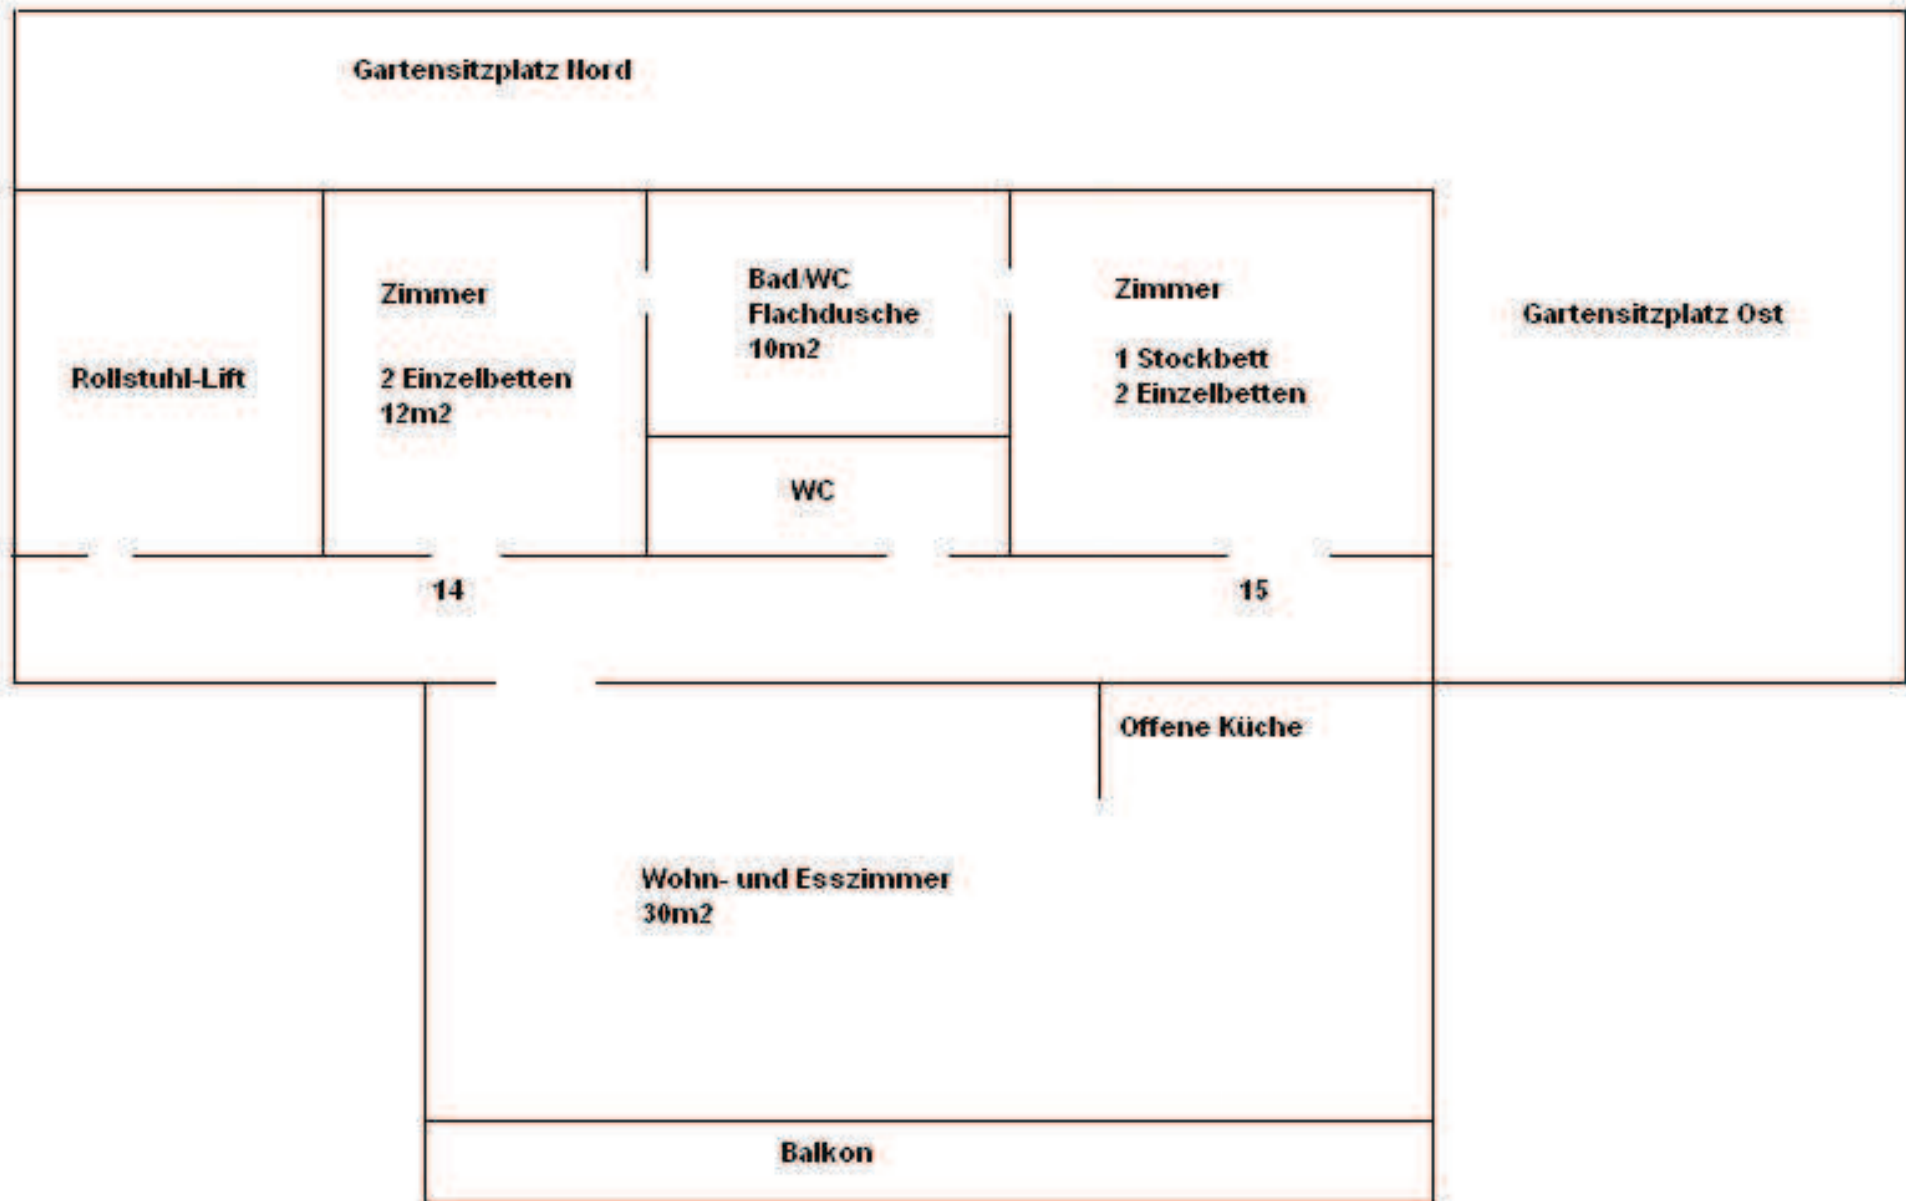 Gartensitzplatz Nord
Zimmer
2 Einzelbetten
12m2
Bad/WC
Flachdusche
10m2
Zimmer
1 Stockbett
2 Einzelbetten
Gartensitzplatz Ost
Rollstuhl-Lift
WC
14
15
Offene Küche
Wohn- und Esszimmer
30m2
Balkon